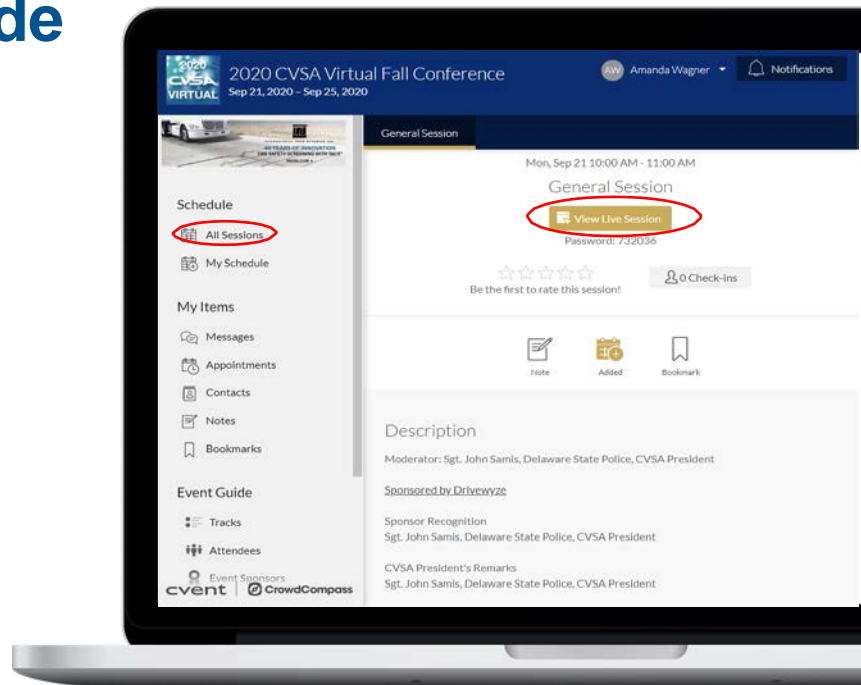 de
2020
CVSA
VIRTUAL
2020 CVSA Virtual Fall Conference
Sep 21, 2020 – Sep 25, 2020
AW Amanda Wagner
Notifications
General Session
Mon, Sep 21 10:00 AM - 11:00 AM
General Session
View Live Session
Password: 732036
Be the first to rate this session!
0 Check-ins
Note
Added
Bookmark
Schedule
All Sessions
My Schedule
My Items
Messages
Appointments
Contacts
Notes
Bookmarks
Event Guide
Tracks
Attendees
Event Sponsors
cvent CrowdCompass
Description
Moderator: Sgt. John Samis, Delaware State Police, CVSA President
Sponsored by Drivewyze
Sponsor Recognition
Sgt. John Samis, Delaware State Police, CVSA President
CVSA President's Remarks
Sgt. John Samis, Delaware State Police, CVSA President